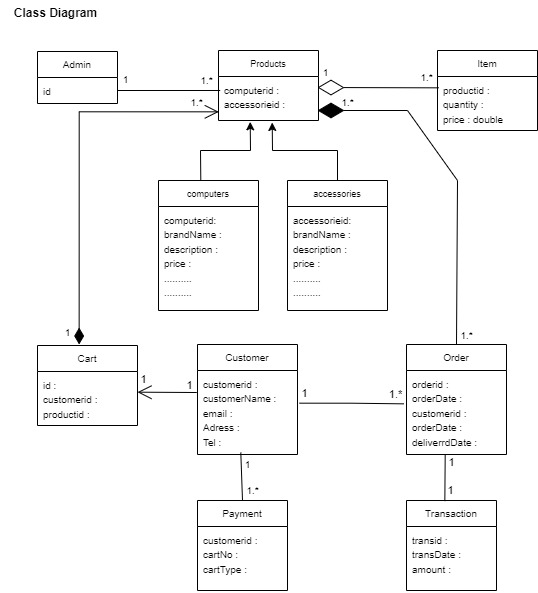 Class Diagram
Admin
id
1
1..*
Products
computerid :
accessorieid :
1
1..*
Item
productid :
quantity :
price : double
1..*
1..*
computers
computerid:
brandName :
description :
price :
..........
..........
accessories
accessorieid:
brandName :
description :
price :
..........
..........
1
1..*
Cart
id :
customerid :
productid :
1
1
Customer
customerid :
customerName :
email :
Adress :
Tel :
1
1..*
Order
orderid :
orderDate :
customerid :
orderDate :
deliverrdDate :
1
1..*
1
1
Payment
customerid :
cartNo :
cartType :
Transaction
transid :
transDate :
amount :